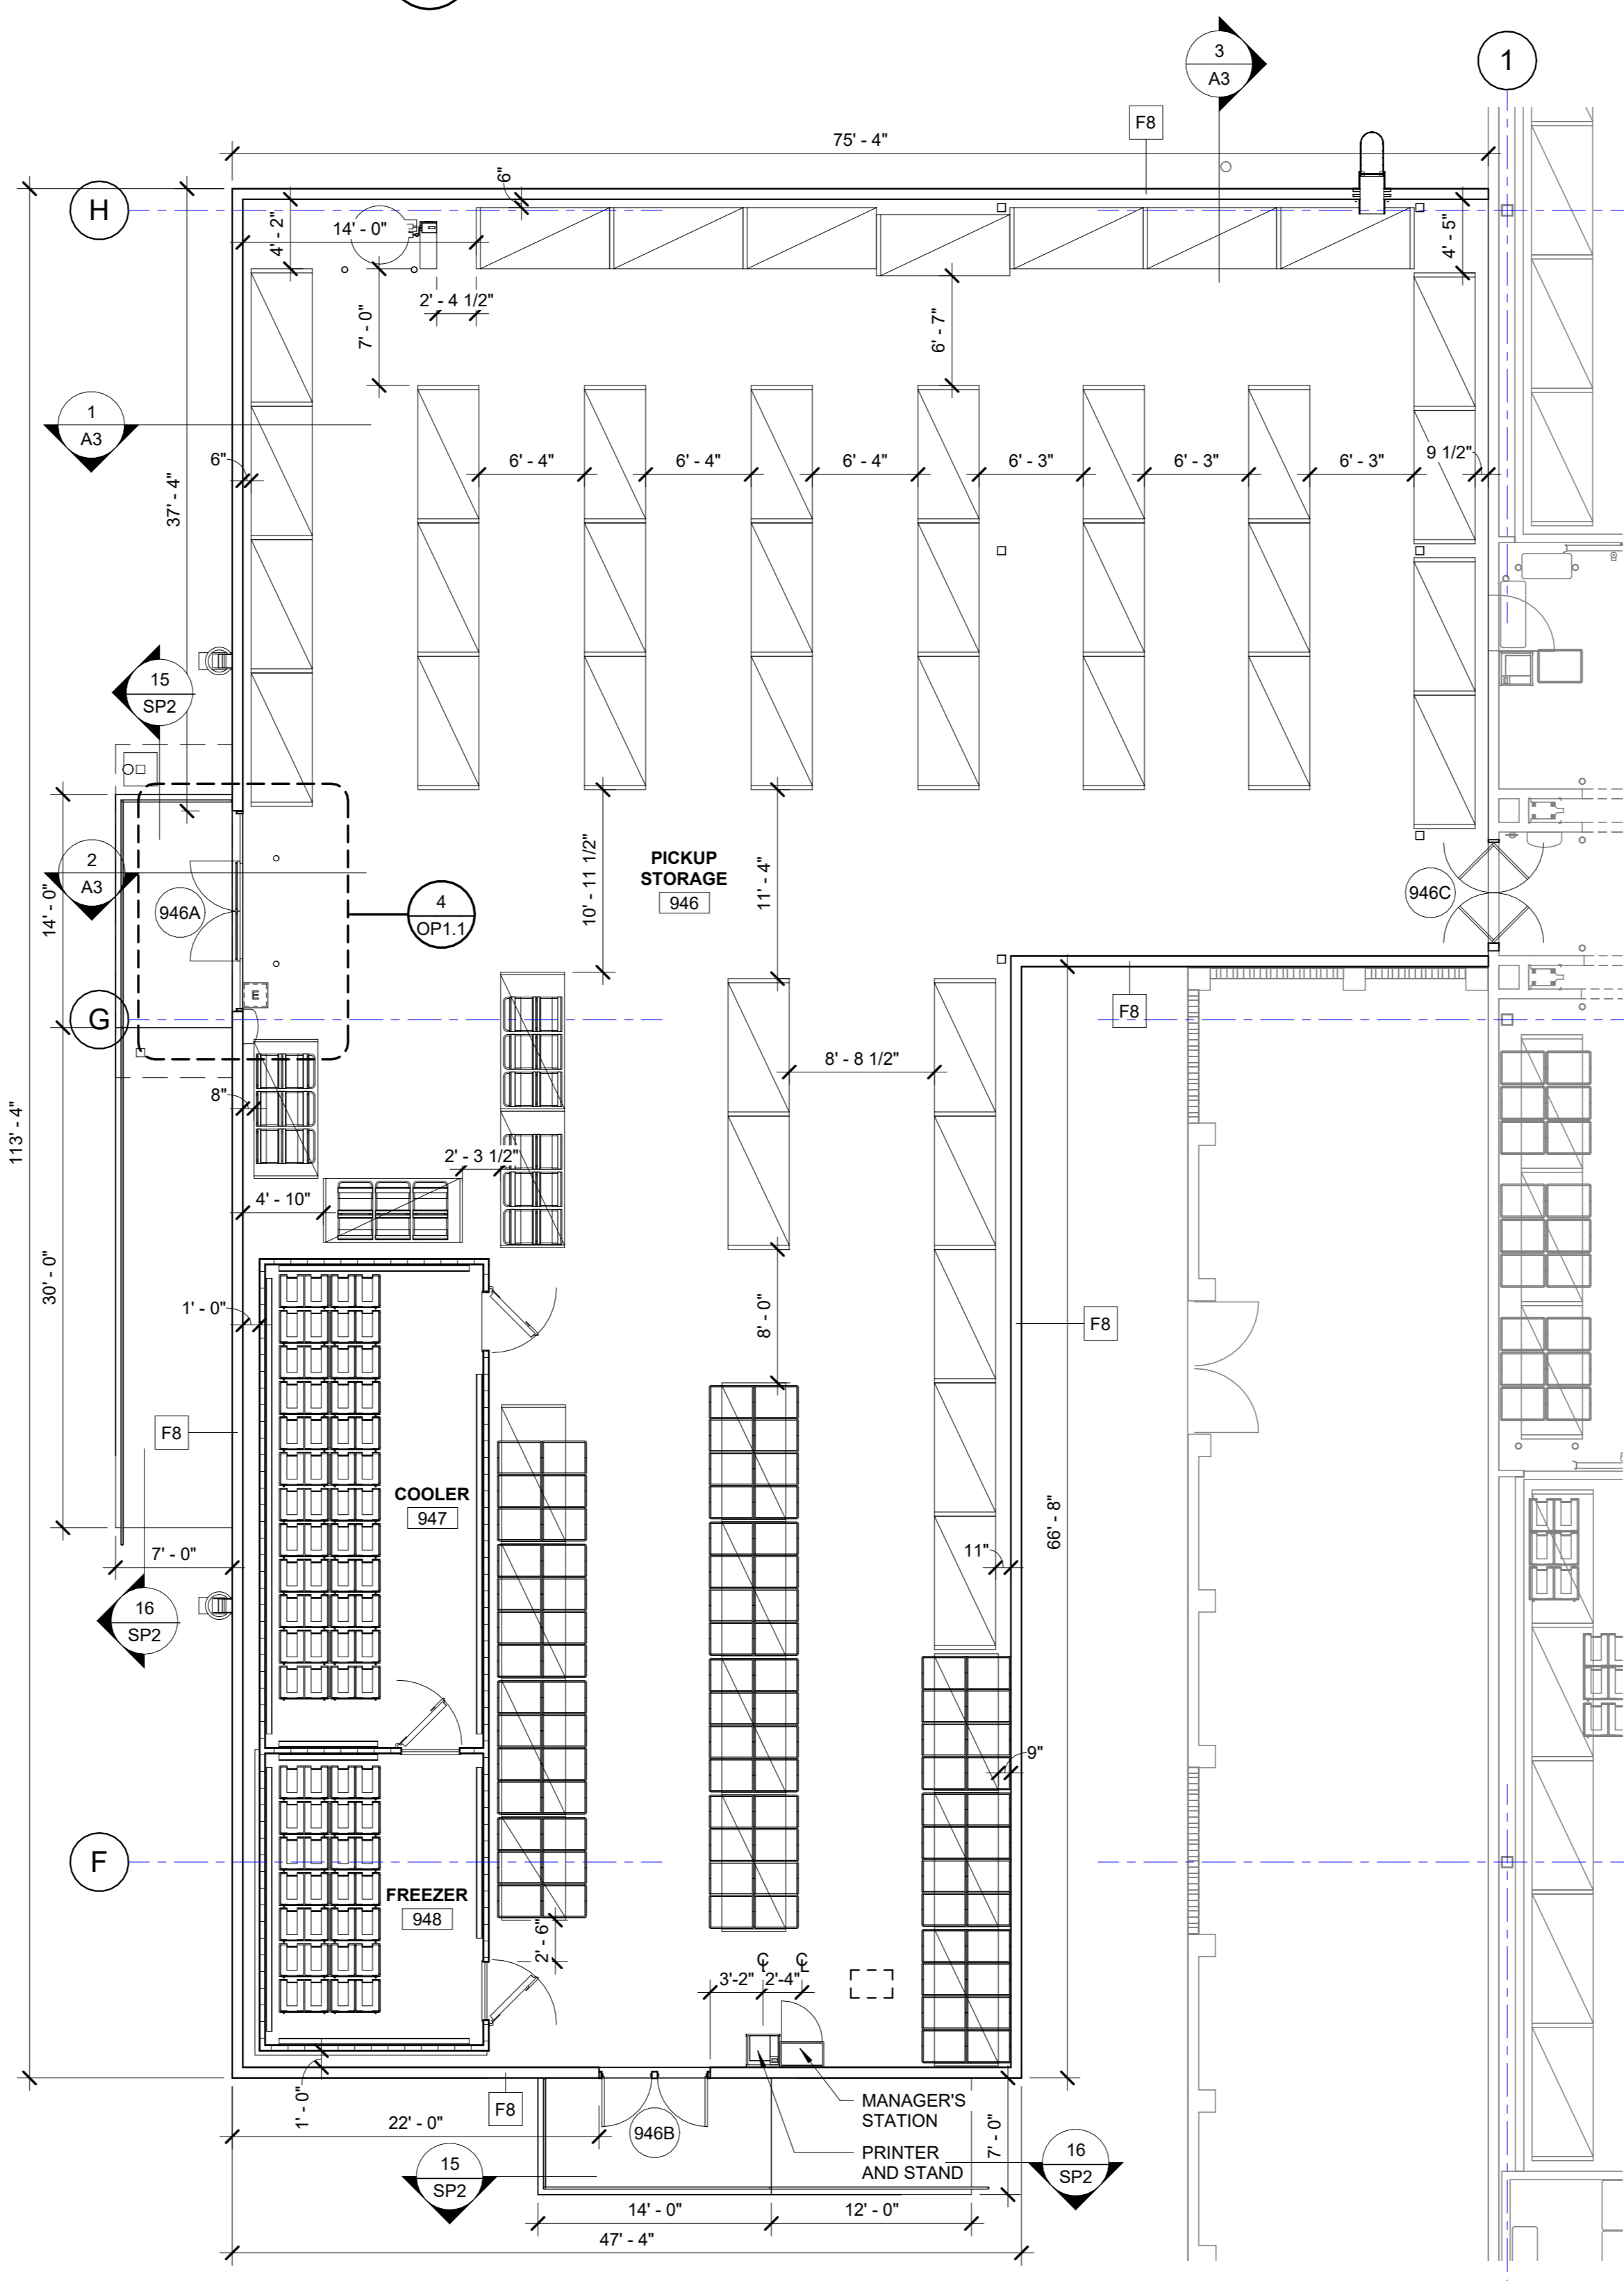 3
A3
1
F8
75' - 4"
H
6"
4' - 2"
14' - 0"
4' - 5"
2' - 4 1/2"
7' - 0"
6' - 7"
1
A3
37' - 4"
6"
6' - 4"
6' - 4"
6' - 4"
6' - 3"
6' - 3"
6' - 3"
9 1/2"
15
SP2
2
A3
14' - 0"
946A
4
OP1.1
10' - 11 1/2"
PICKUP
STORAGE
946
11' - 4"
946C
E
G
F8
8' - 8 1/2"
8"
113' - 4"
2' - 3 1/2"
4' - 10"
30' - 0"
1' - 0"
8' - 0"
F8
F8
COOLER
947
66' - 8"
11"
7' - 0"
16
SP2
9"
F
FREEZER
948
2' - 6"
3'-2"
2'-4"
1' - 0"
F8
22' - 0"
946B
MANAGER'S
STATION
PRINTER
AND STAND
7' - 0"
15
SP2
16
SP2
14' - 0"
12' - 0"
47' - 4"